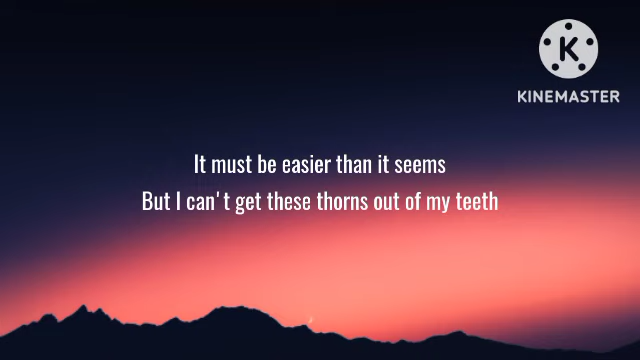 KINEMASTER
It must be easier than it seems
But I can't get these thorns out of my teeth